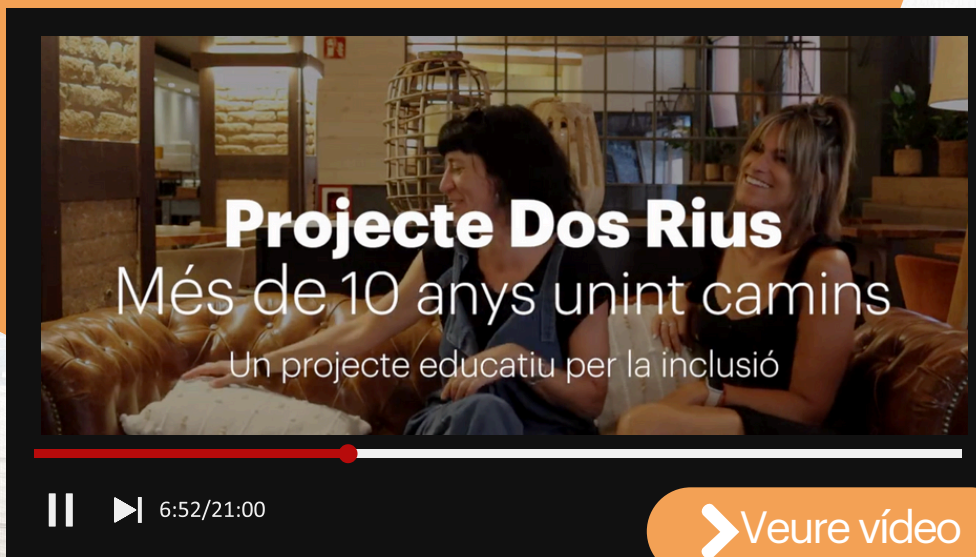 Projecte Dos Rius
Més de 10 anys unint camins
Un projecte educatiu per la inclusió
6:52/21:00
Veure vídeo